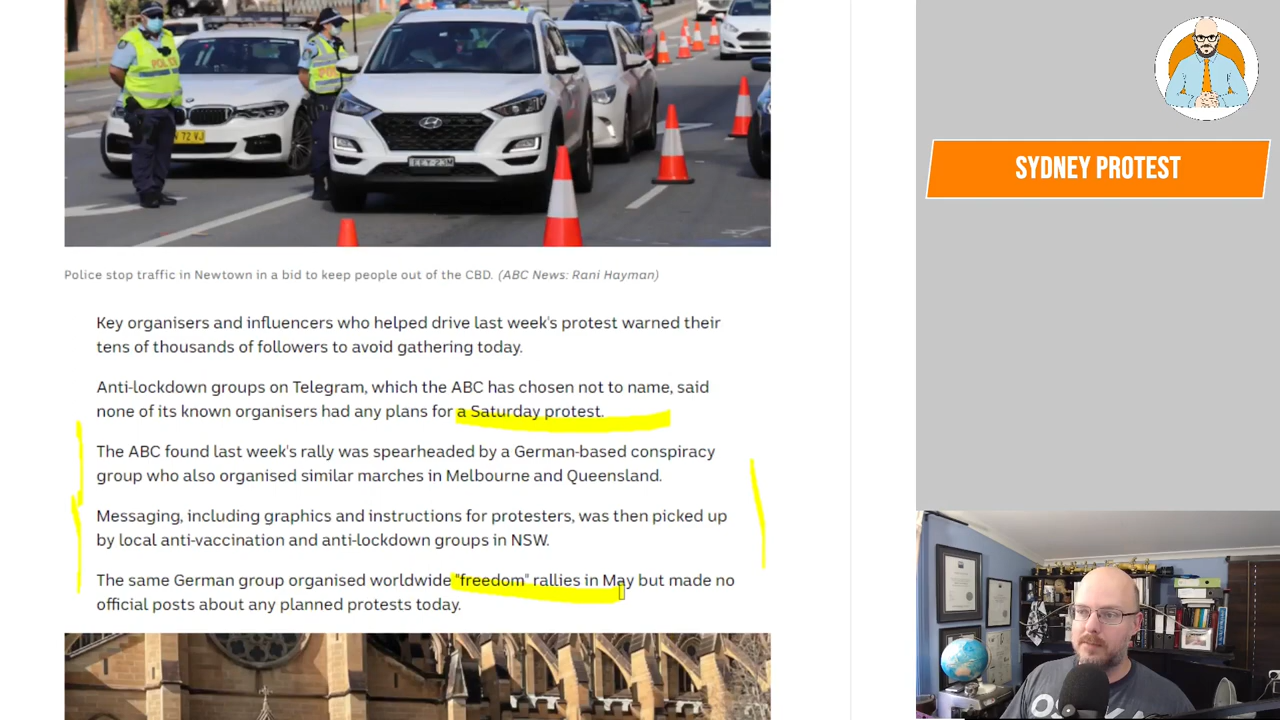 POLICE
SYDNEY PROTEST
Police stop traffic in Newtown in a bid to keep people out of the CBD. (ABC News: Rani Hayman)
Key organisers and influencers who helped drive last week's protest warned their
tens of thousands of followers to avoid gathering today.
Anti-lockdown groups on Telegram, which the ABC has chosen not to name, said
none of its known organisers had any plans for a Saturday protest.
The ABC found last week's rally was spearheaded by a German-based conspiracy
group who also organised similar marches in Melbourne and Queensland.
Messaging, including graphics and instructions for protesters, was then picked up
by local anti-vaccination and anti-lockdown groups in NSW.
The same German group organised worldwide "freedom" rallies in May but made no
official posts about any planned protests today.